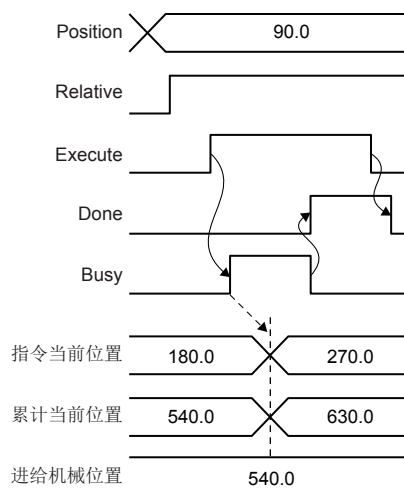 Position
90.0
Relative
Execute
Done
Busy
指令当前位置
180.0
270.0
累计当前位置
540.0
630.0
进给机械位置
540.0